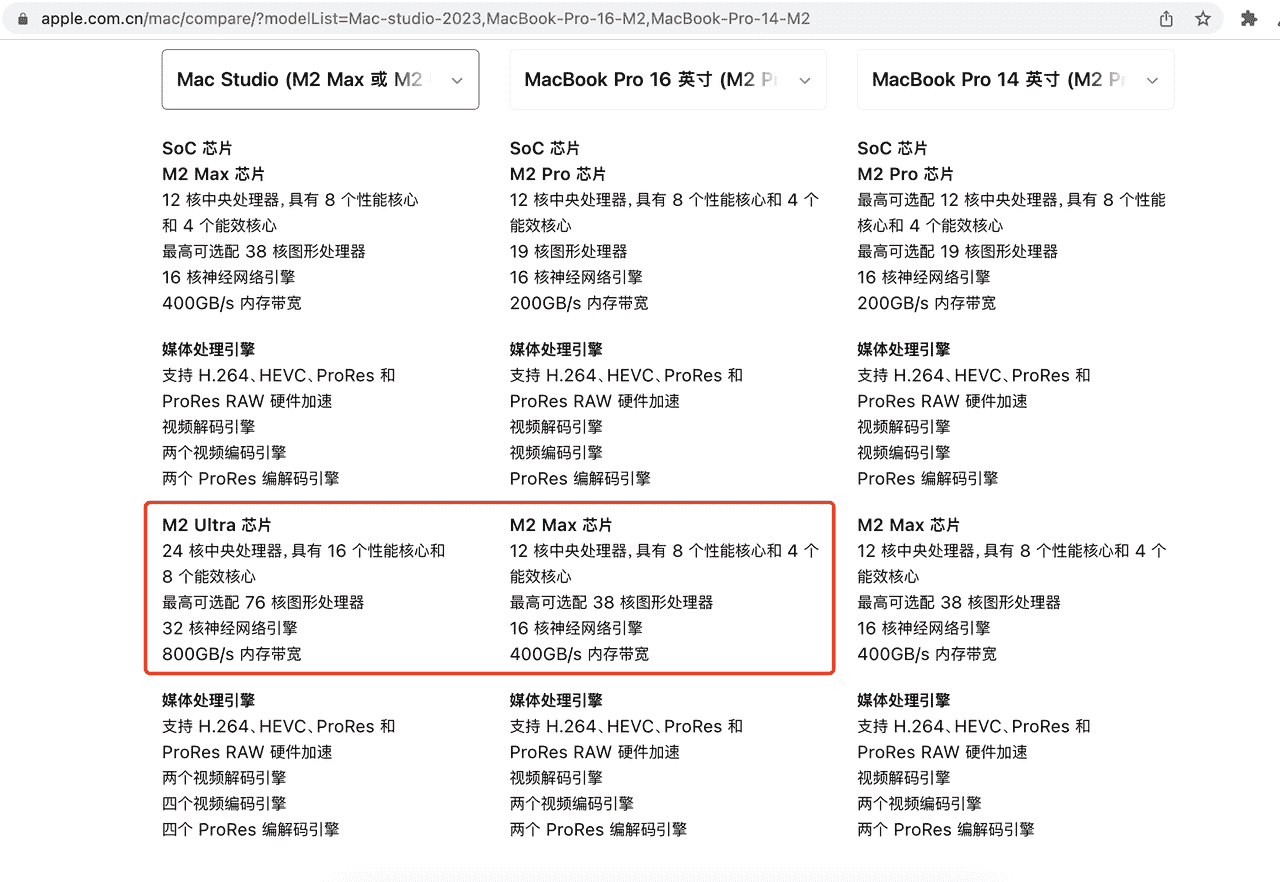 apple.com.cn/mac/compare/?modelList=Mac-studio-2023,MacBook-Pro-16-M2,MacBook-Pro-14-M2
Mac Studio (M2 Max 或 M2
MacBook Pro 16 英寸 (M2 Pr
MacBook Pro 14 英寸 (M2 Pr
SoC 芯片
M2 Max 芯片
12 核中央处理器，具有 8 个性能核心
和 4 个能效核心
最高可选配 38 核图形处理器
16 核神经网络引擎
400GB/s 内存带宽
媒体处理引擎
支持 H.264、HEVC、ProRes 和
ProRes RAW 硬件加速
视频解码引擎
两个视频编码引擎
两个 ProRes 编解码引擎
M2 Ultra 芯片
24 核中央处理器，具有 16 个性能核心和
8 个能效核心
最高可选配 76 核图形处理器
32 核神经网络引擎
800GB/s 内存带宽
媒体处理引擎
支持 H.264、HEVC、ProRes 和
ProRes RAW 硬件加速
两个视频解码引擎
四个视频编码引擎
四个 ProRes 编解码引擎
SoC 芯片
M2 Pro 芯片
12 核中央处理器，具有 8 个性能核心和 4 个
能效核心
19 核图形处理器
16 核神经网络引擎
200GB/s 内存带宽
媒体处理引擎
支持 H.264、HEVC、ProRes 和
ProRes RAW 硬件加速
视频解码引擎
视频编码引擎
ProRes 编解码引擎
M2 Max 芯片
12 核中央处理器，具有 8 个性能核心和 4 个
能效核心
最高可选配 38 核图形处理器
16 核神经网络引擎
400GB/s 内存带宽
媒体处理引擎
支持 H.264、HEVC、ProRes 和
ProRes RAW 硬件加速
视频解码引擎
两个视频编码引擎
两个 ProRes 编解码引擎
SoC 芯片
M2 Pro 芯片
最高可选配 12 核中央处理器，具有 8 个性能
核心和 4 个能效核心
最高可选配 19 核图形处理器
16 核神经网络引擎
200GB/s 内存带宽
媒体处理引擎
支持 H.264、HEVC、ProRes 和
ProRes RAW 硬件加速
视频解码引擎
视频编码引擎
ProRes 编解码引擎
M2 Max 芯片
12 核中央处理器，具有 8 个性能核心和 4 个
能效核心
最高可选配 38 核图形处理器
16 核神经网络引擎
400GB/s 内存带宽
媒体处理引擎
支持 H.264、HEVC、ProRes 和
ProRes RAW 硬件加速
视频解码引擎
两个视频编码引擎
两个 ProRes 编解码引擎